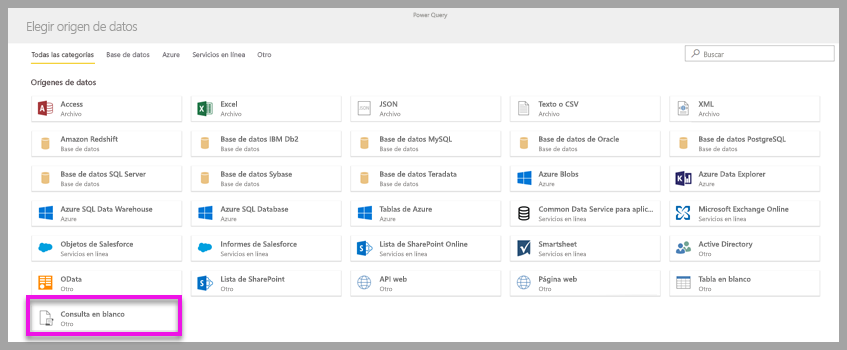 Power Query
Elegir origen de datos
Todas las categorías Base de datos Azure Servicios en línea Otro Buscar
Orígenes de datos
Access Excel JSON Texto o CSV XML
Archivo Archivo Archivo Archivo Archivo
Amazon Redshift Base de datos IBM Db2 Base de datos MySQL Base de datos de Oracle Base de datos PostgreSQL
Base de datos Base de datos Base de datos Base de datos Base de datos
Base de datos SQL Server Base de datos Sybase Base de datos Teradata Azure Blobs Azure Data Explorer
Base de datos Base de datos Base de datos Azure Azure
Azure SQL Data Warehouse Azure SQL Database Tablas de Azure Common Data Service para aplic... Microsoft Exchange Online
Azure Azure Azure Servicios en línea Servicios en línea
Objetos de Salesforce Informes de Salesforce Lista de SharePoint Online Smartsheet Active Directory
Servicios en línea Servicios en línea Servicios en línea Servicios en línea Otro
OData Lista de SharePoint API web Página web Tabla en blanco
Otro Otro Otro Otro Otro
Consulta en blanco
Otro